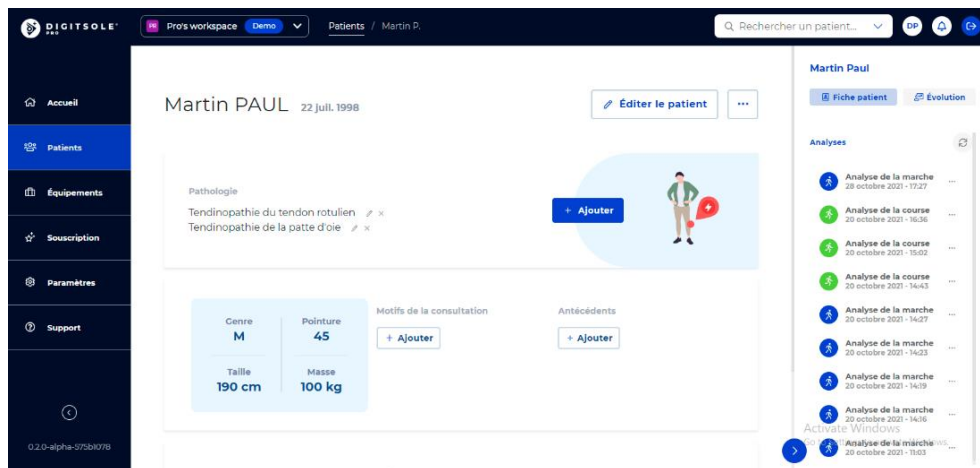 DIGITSOLE
PRO
PR Pro's workspace Demo
Patients / Martin P.
Rechercher un patient...
DP
Accueil
Patients
Équipements
Souscription
Paramètres
Support
0.2.0-alpha-575b1078
Martin PAUL 22 juil. 1998
Éditer le patient ...
Pathologie
Tendinopathie du tendon rotulien
Tendinopathie de la patte d'oie
+ Ajouter
Genre
M
Pointure
45
Taille
190 cm
Masse
100 kg
Motifs de la consultation
+ Ajouter
Antécédents
+ Ajouter
Martin Paul
Fiche patient
Évolution
Analyses
Analyse de la marche
28 octobre 2021 - 17:27
Analyse de la course
20 octobre 2021 - 16:36
Analyse de la course
20 octobre 2021 - 15:02
Analyse de la course
20 octobre 2021 - 14:43
Analyse de la marche
20 octobre 2021 - 14:27
Analyse de la marche
20 octobre 2021 - 14:23
Analyse de la marche
20 octobre 2021 - 14:19
Analyse de la marche
20 octobre 2021 - 14:16
Activate Windows
Analyse de la marche
20 octobre 2021 - 11:03